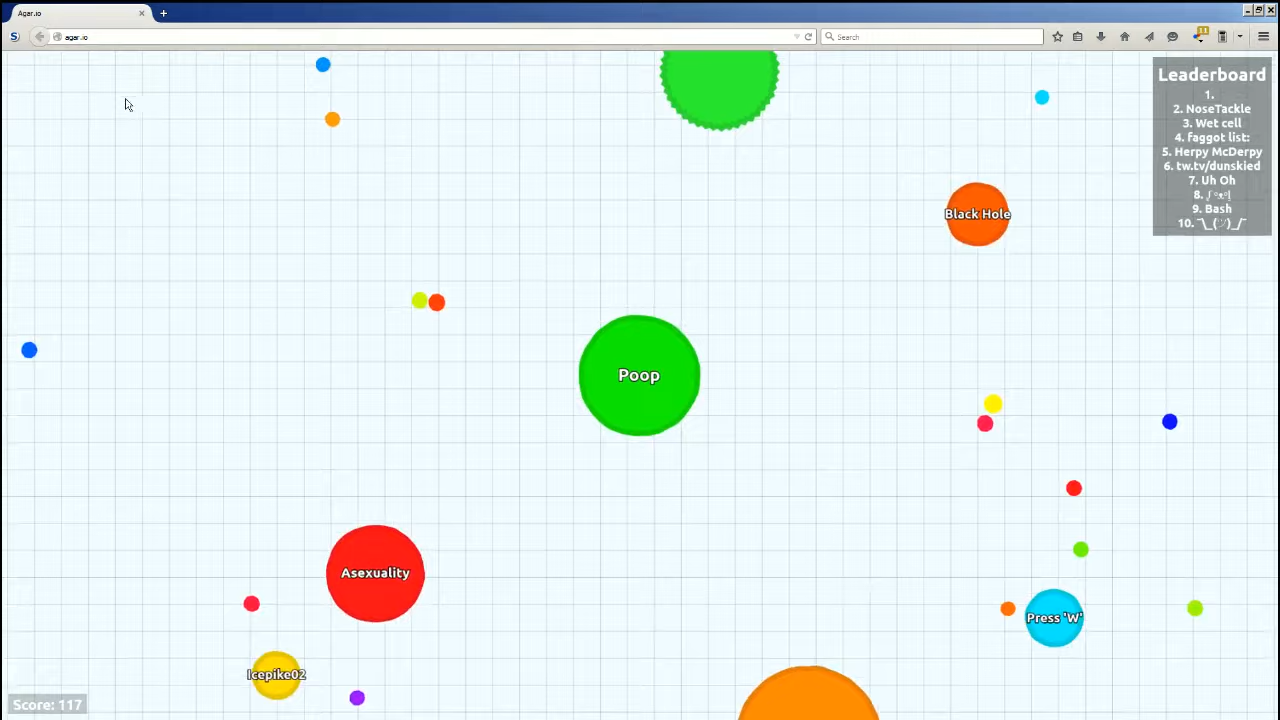 Agar.io
agar.io
Search
11
Leaderboard
1.
2. NoseTackle
3. Wet cell
4. faggot list:
5. Herpy McDerpy
6. tw.tv/dunskied
7. Uh Oh
8.
9. Bash
10. ¯\_(ツ)_/¯
Black Hole
Poop
Asexuality
Press 'W'
Icepike02
Score: 117